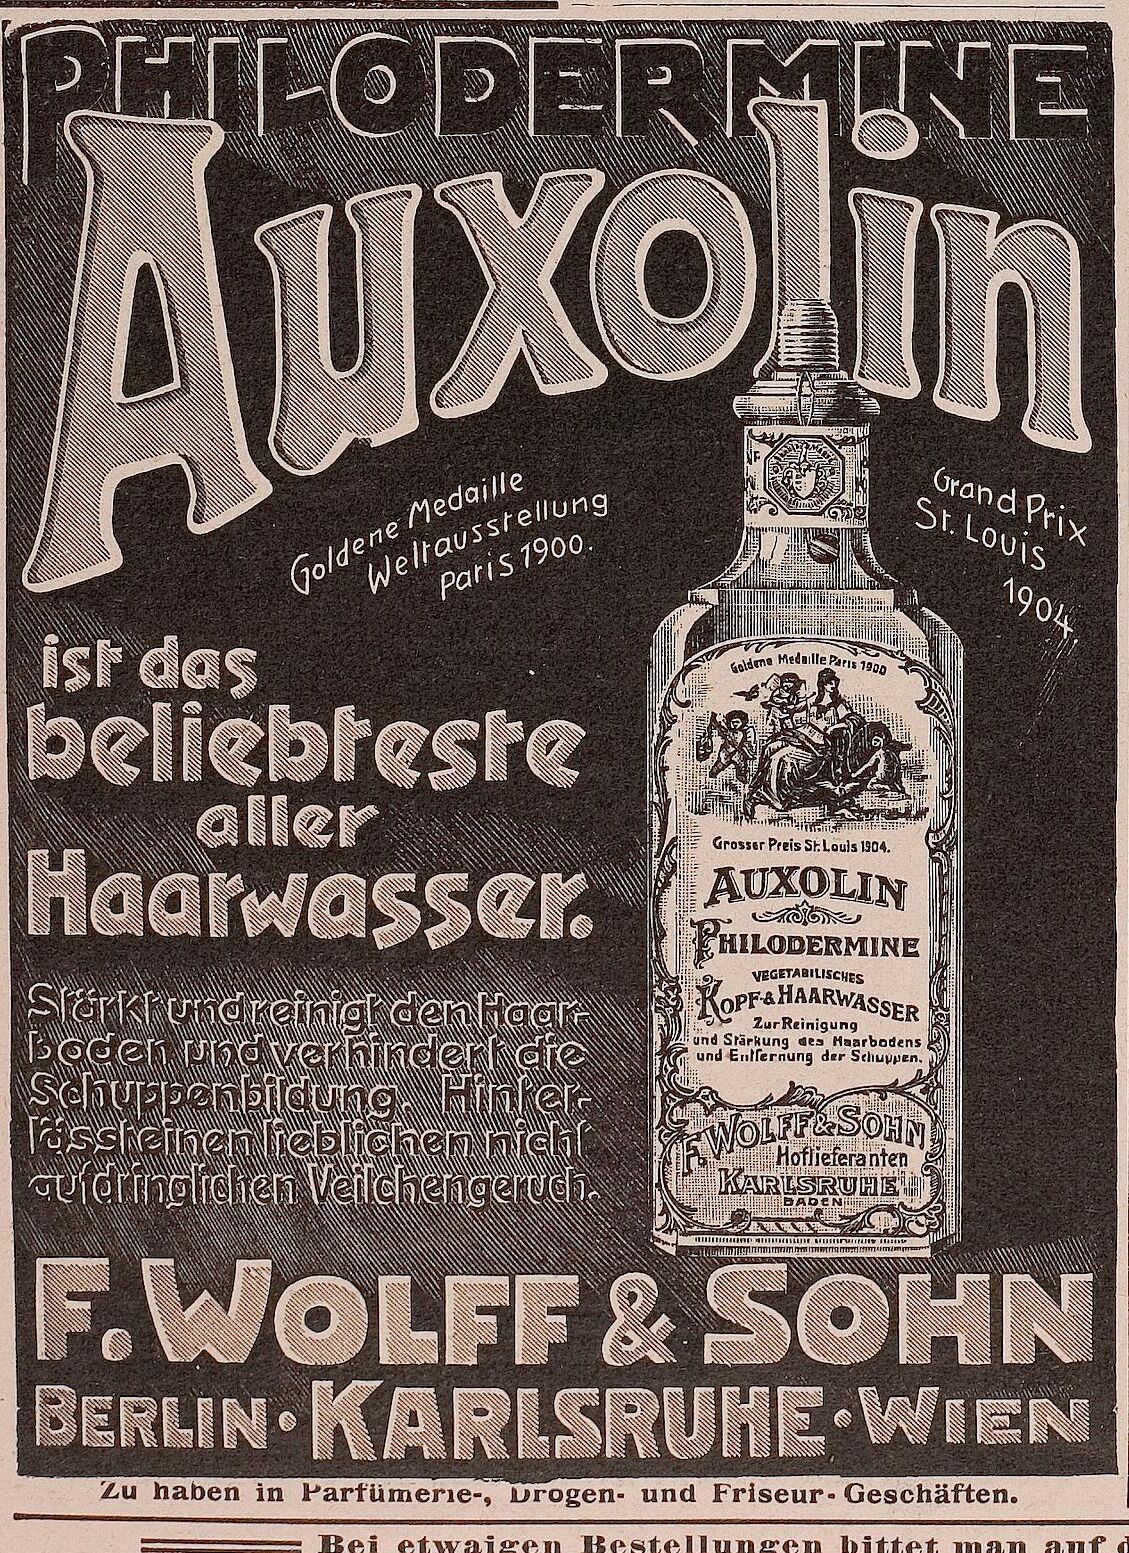 PHILODERMINE
Auxolin
Goldene Medaille
Weltausstellung
Paris 1900.
Grand Prix
St. Louis
1904
ist das
beliebteste
aller
Haarwasser.
Stärkt und reinigt den Haar-
boden und verhindert die
Schuppenbildung. Hinter-
lässt einen lieblichen nicht
aufdringlichen Veilchengeruch.
Goldene Medaille Paris 1900
Grosser Preis St. Louis 1904.
AUXOLIN
PHILODERMINE
VEGETABILISCHES
KOPF- & HAARWASSER
Zur Reinigung
und Stärkung des Haarbodens
und Entfernung der Schuppen.
F. WOLFF & SOHN
Hoflieferanten
KARLSRUHE
BADEN
F. WOLFF & SOHN
BERLIN · KARLSRUHE · WIEN
Zu haben in Parfümerie-, Drogen- und Friseur-Geschäften.
Bei etwaigen Bestellungen bittet man auf